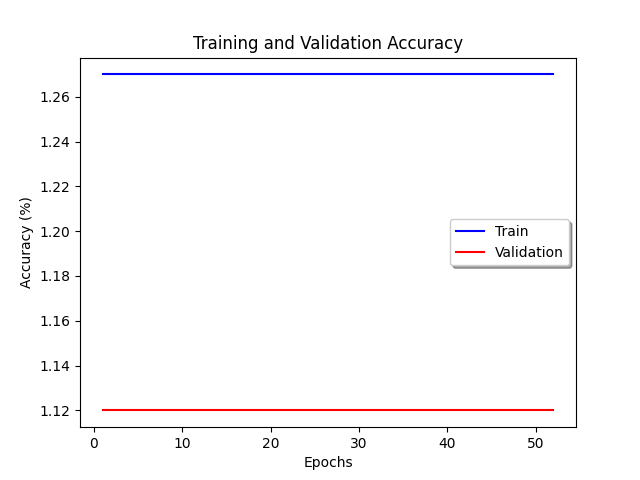 Training and Validation Accuracy
Accuracy (%)
1.26
1.24
1.22
1.20
1.18
1.16
1.14
1.12
Train
Validation
0 10 20 30 40 50
Epochs